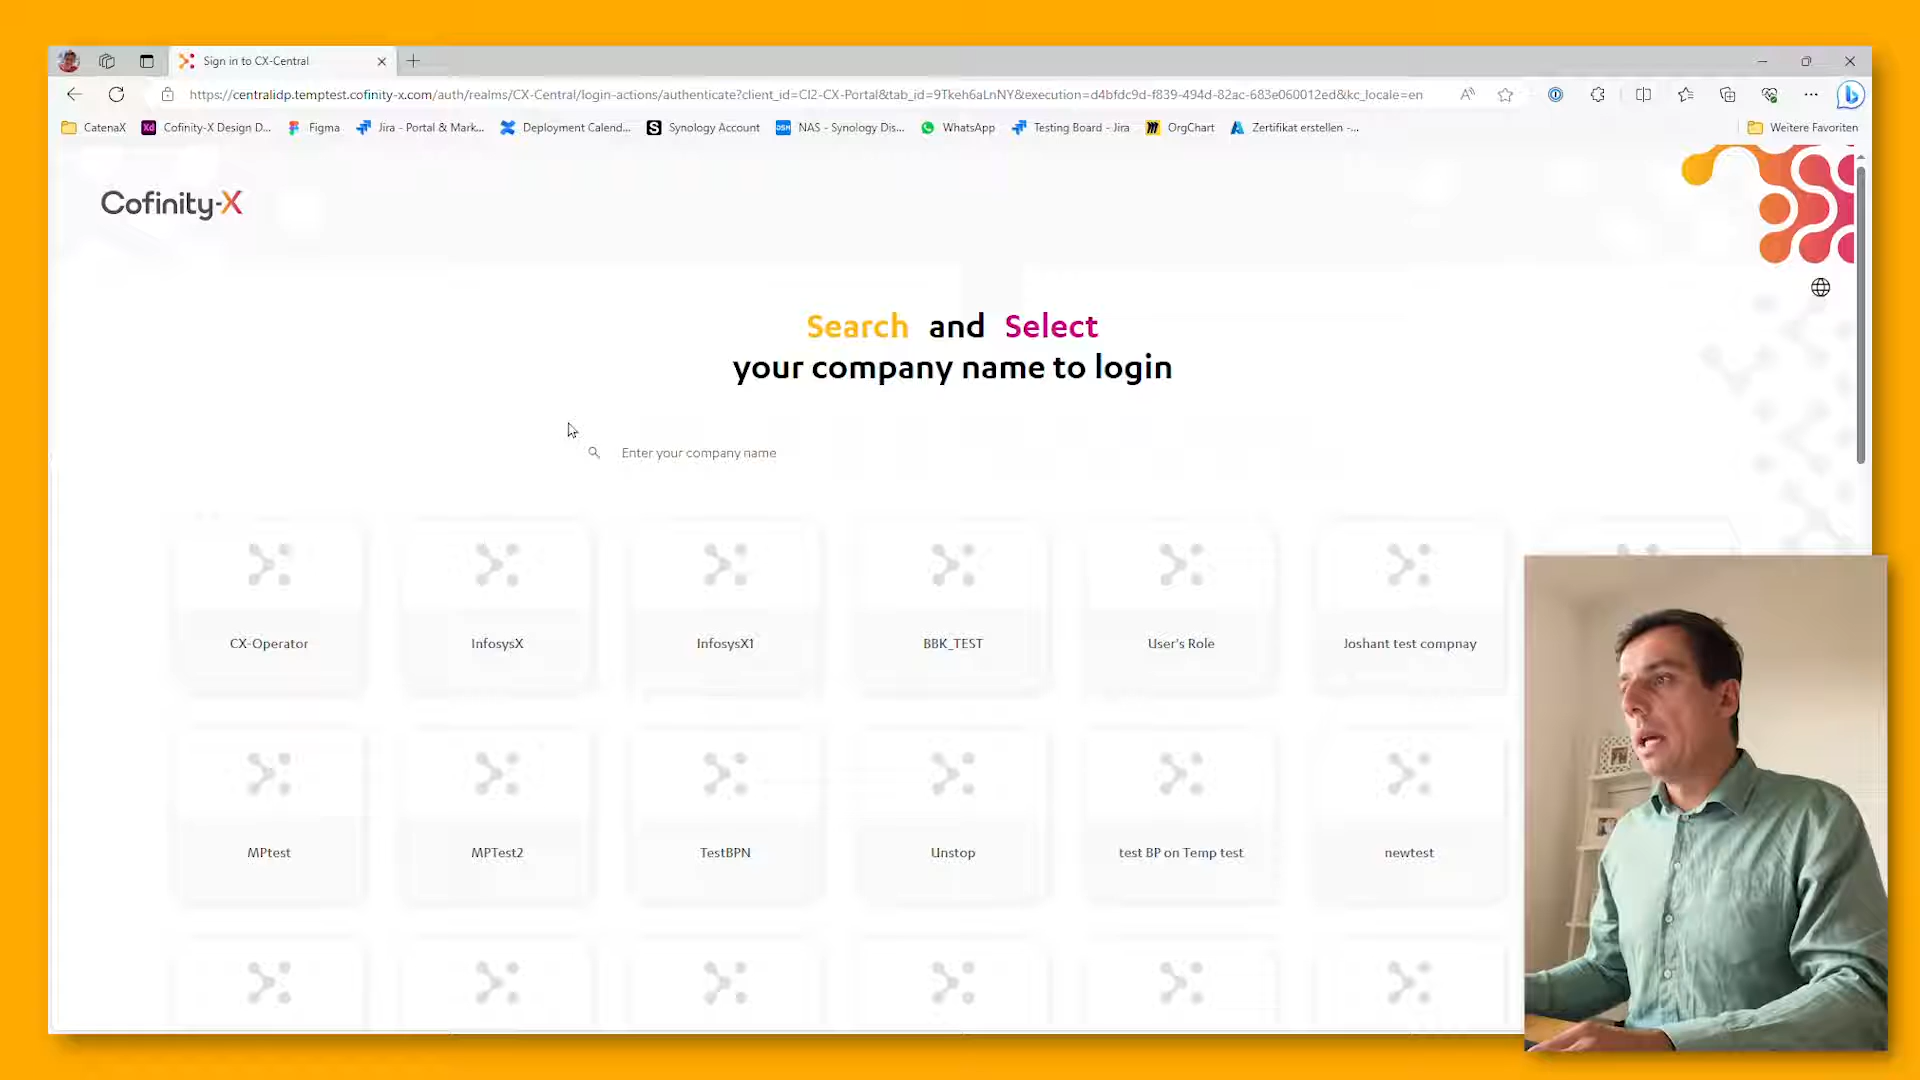 Sign in to CX-Central
https://centralidp.temptest.cofinity-x.com/auth/realms/CX-Central/login-actions/authenticate?client_id=Cl2-CX-Portal&tab_id=9Tkeh6aLnNY&execution=d4bfdc9d-f839-494d-82ac-683e060012ed&kc_locale=en
CatenaX Cofinity-X Design D... Figma Jira - Portal & Mark... Deployment Calend... Synology Account NAS - Synology Dis... WhatsApp Testing Board - Jira OrgChart Zertifikat erstellen -... Weitere Favoriten
Cofinity-X
Search and Select
your company name to login
Enter your company name
CX-Operator InfosysX InfosysX1 BBK_TEST User's Role Joshant test compnay
MPtest MPTest2 TestBPN Unstop test BP on Temp test newtest